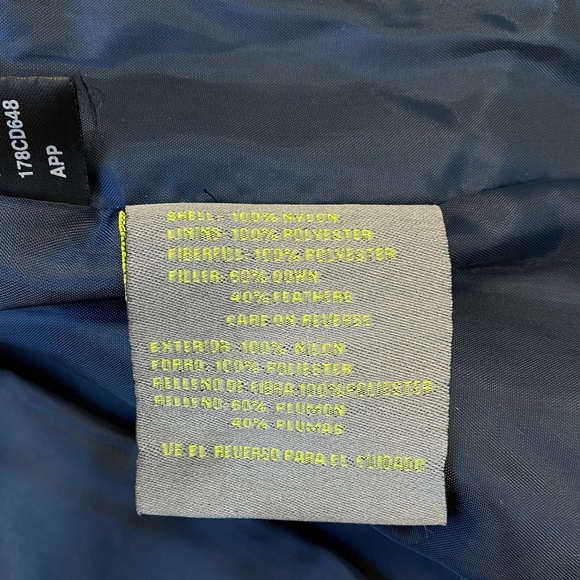 178CD648
APP
SHELL: 100% NYLON
LINING: 100% POLYESTER
FIBERFILL: 100% POLYESTER
FILLER: 60% DOWN
40% FEATHERS
CARE ON REVERSE
EXTERIOR: 100% NILON
FORRO: 100% POLIESTER
RELLENO DE FIBRA: 100% POLIESTER
RELLENO: 60% PLUMON
40% PLUMAS
VE EL REVERSO PARA EL CUIDADO